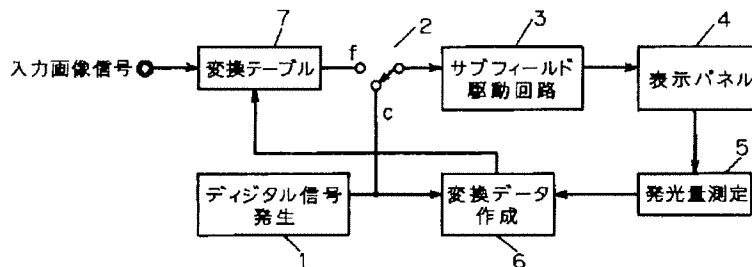 7
2
3
4
入力画像信号
変換テーブル
f
c
サブフィールド
駆動回路
表示パネル
5
ディジタル信号
発生
変換データ
作成
発光量測定
1
6